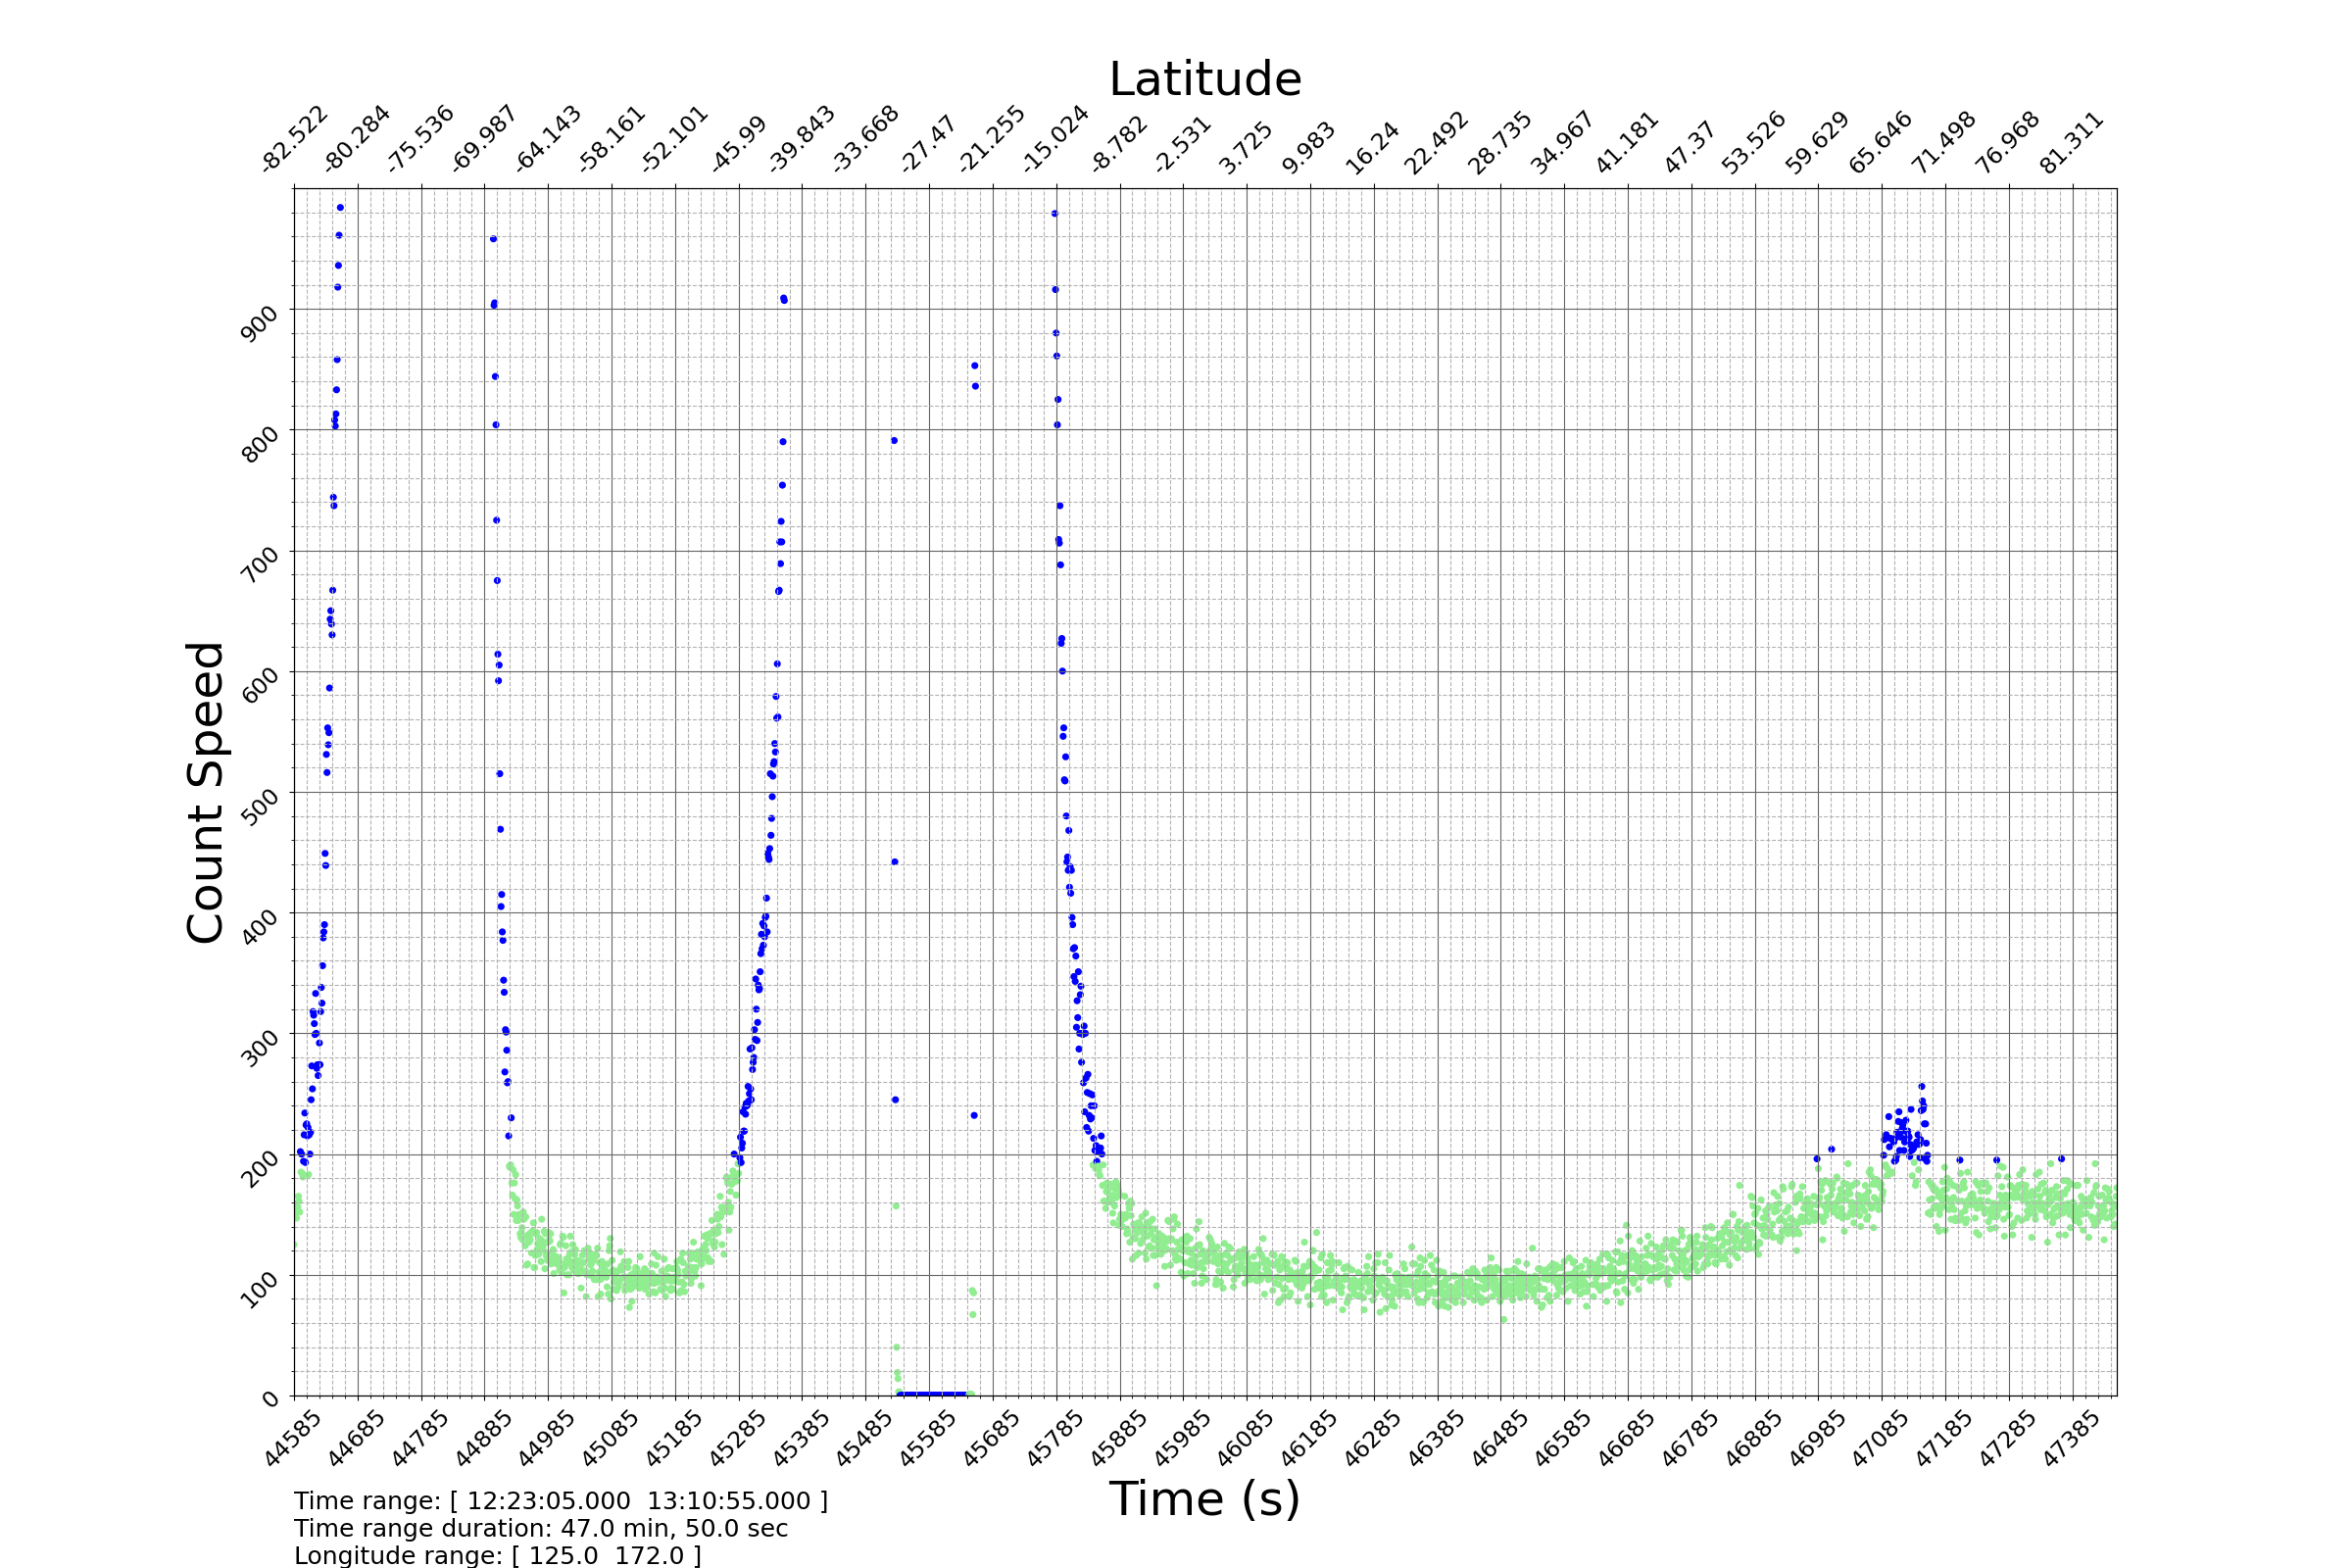 Latitude
-82.522 -80.284 -75.536 -69.987 -64.143 -58.161 -52.101 -45.99 -39.843 -33.668 -27.47 -21.255 -15.024 -8.782 -2.531 3.725 9.983 16.24 22.492 28.735 34.967 41.181 47.37 53.526 59.629 65.646 71.498 76.968 81.311
900
800
700
600
500
400
300
200
100
0
Count Speed
44585 44685 44785 44885 44985 45085 45185 45285 45385 45485 45585 45685 45785 45885 45985 46085 46185 46285 46385 46485 46585 46685 46785 46885 46985 47085 47185 47285 47385
Time (s)
Time range: [ 12:23:05.000  13:10:55.000 ]
Time range duration: 47.0 min, 50.0 sec
Longitude range: [ 125.0  172.0 ]